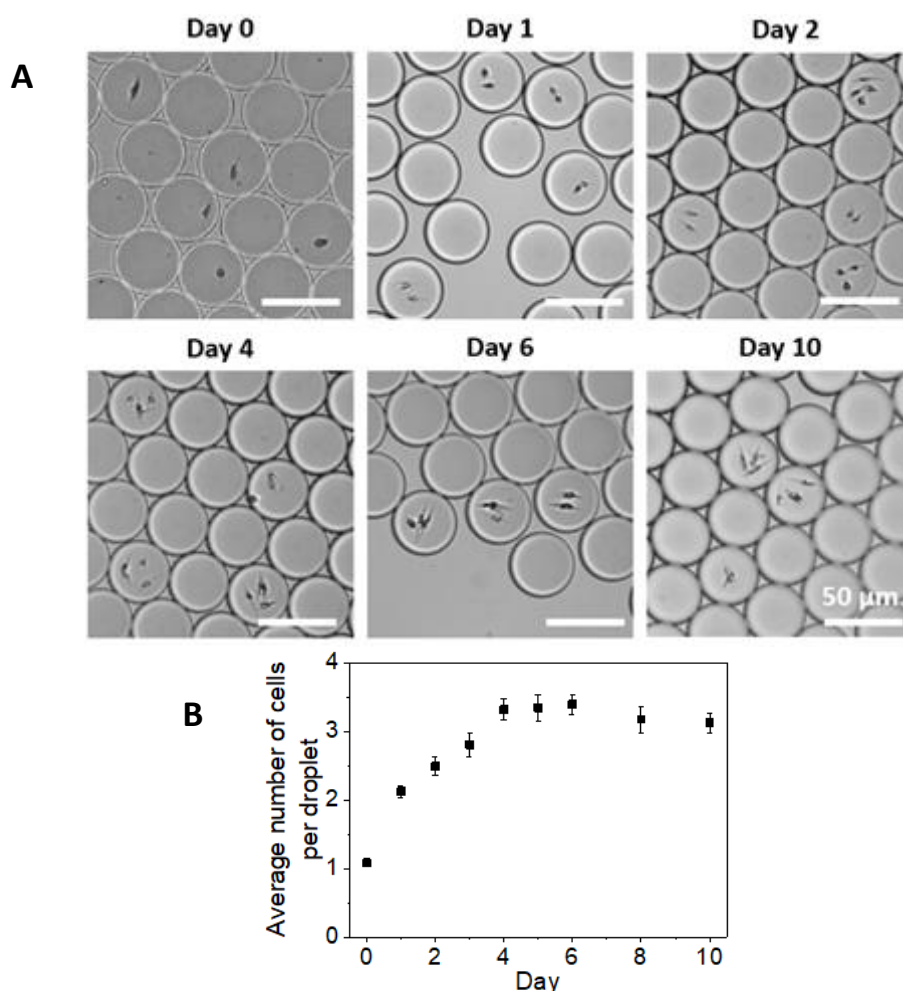 Day 0 Day 1 Day 2
A
Day 4 Day 6 Day 10
50 µm
B
Average number of cells
per droplet
4
3
2
1
0
0 2 4 6 8 10
Day